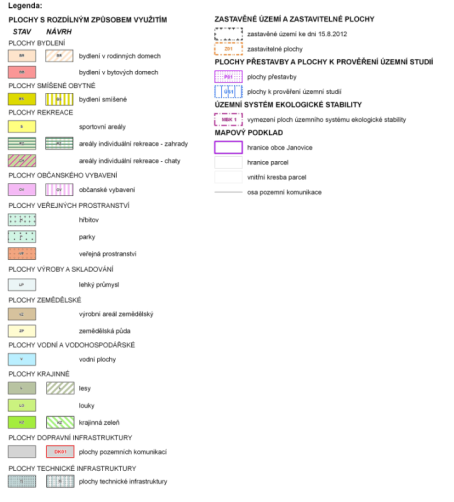 Legenda:
PLOCHY S ROZDÍLNÝM ZPŮSOBEM VYUŽITÍM
STAV NÁVRH
PLOCHY BYDLENÍ
bydlení v rodinných domech
bydlení v bytových domech
PLOCHY SMÍŠENÉ OBYTNÉ
bydlení smíšené
PLOCHY REKREACE
sportovní areály
areály individuální rekreace - zahrady
areály individuální rekreace - chaty
PLOCHY OBČANSKÉHO VYBAVENÍ
občanské vybavení
PLOCHY VEŘEJNÝCH PROSTRANSTVÍ
hřbitov
parky
veřejná prostranství
PLOCHY VÝROBY A SKLADOVÁNÍ
lehký průmysl
PLOCHY ZEMĚDĚLSKÉ
výrobní areál zemědělský
zemědělská půda
PLOCHY VODNÍ A VODOHOSPODÁŘSKÉ
vodní plochy
PLOCHY KRAJINNÉ
lesy
louky
krajinná zeleň
PLOCHY DOPRAVNÍ INFRASTRUKTURY
DK01 plochy pozemních komunikací
PLOCHY TECHNICKÉ INFRASTRUKTURY
plochy technické infrastruktury
ZASTAVĚNÉ ÚZEMÍ A ZASTAVITELNÉ PLOCHY
zastavěné území ke dni 15.8.2012
zastavitelné plochy
PLOCHY PŘESTAVBY A PLOCHY K PROVĚŘENÍ ÚZEMNÍ STUDIÍ
plochy přestavby
plochy k prověření územní studií
ÚZEMNÍ SYSTÉM EKOLOGICKÉ STABILITY
MBK 1 vymezení ploch územního systému ekologické stability
MAPOVÝ PODKLAD
hranice obce Janovice
hranice parcel
vnitřní kresba parcel
osa pozemní komunikace